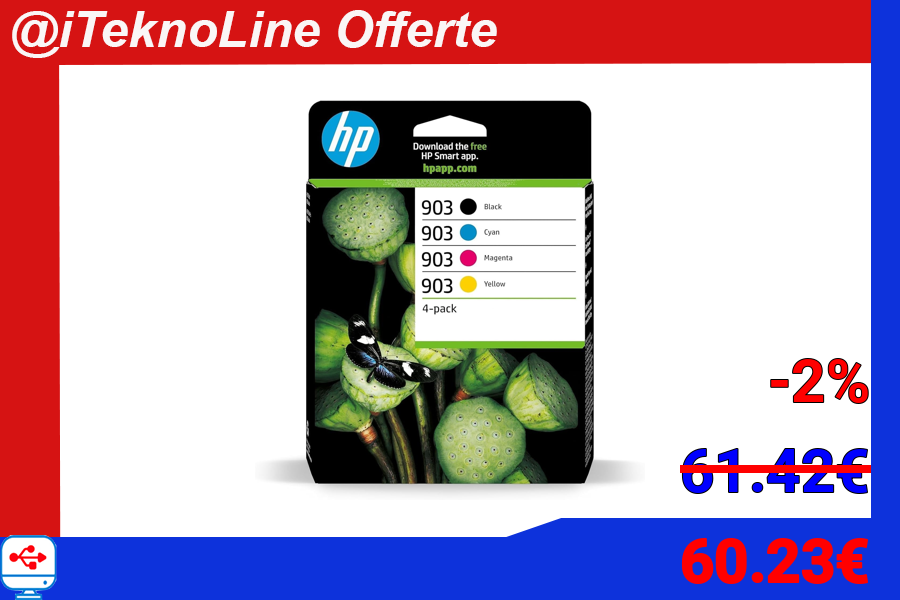 @iTeknoLine Offerte
hp
Download the free
HP Smart app.
hpapp.com
903 Black
903 Cyan
903 Magenta
903 Yellow
4-pack
-2%
61.42€
60.23€